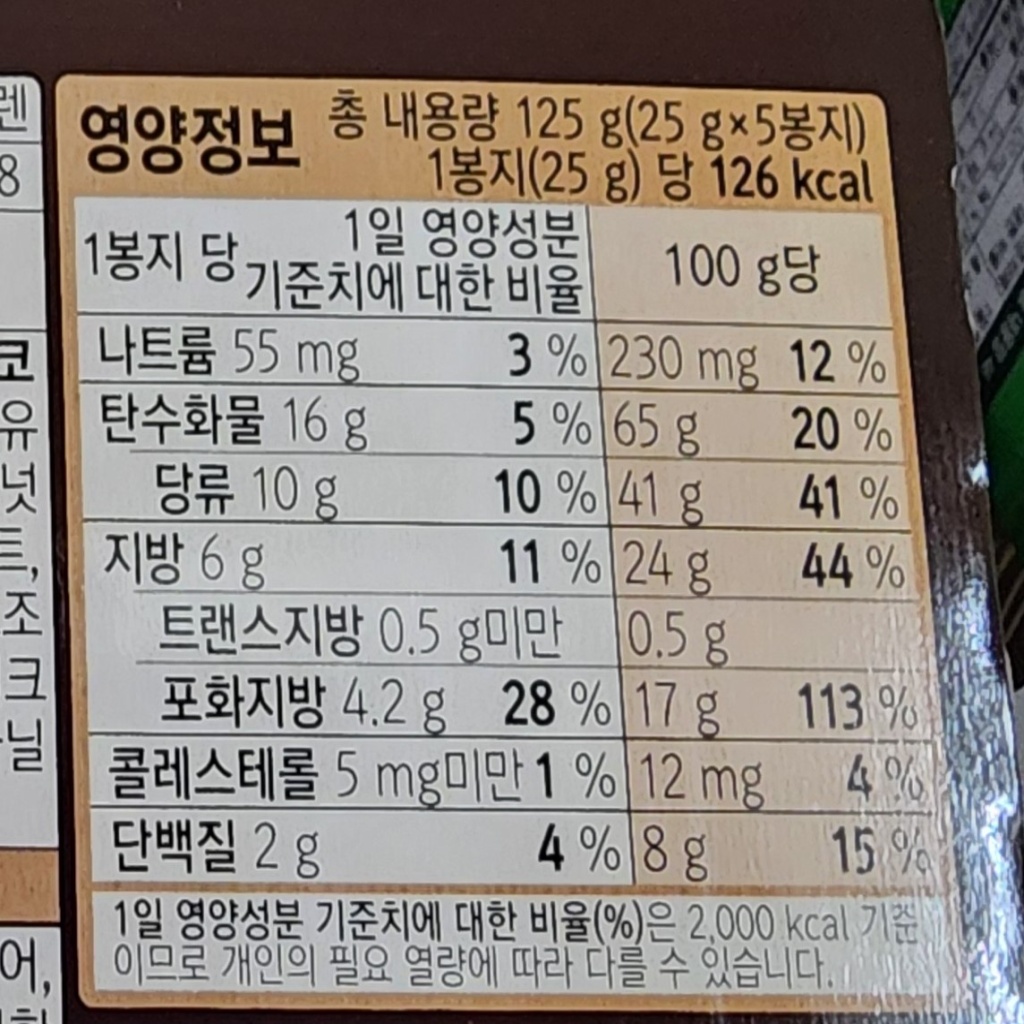 영양정보
총 내용량 125 g(25 g×5봉지)
1봉지(25 g) 당 126 kcal
1봉지 당 1일 영양성분 기준치에 대한 비율 100 g당
나트륨 55 mg 3 % 230 mg 12 %
탄수화물 16 g 5 % 65 g 20 %
당류 10 g 10 % 41 g 41 %
지방 6 g 11 % 24 g 44 %
트랜스지방 0.5 g미만 0.5 g
포화지방 4.2 g 28 % 17 g 113 %
콜레스테롤 5 mg미만 1 % 12 mg 4 %
단백질 2 g 4 % 8 g 15 %
1일 영양성분 기준치에 대한 비율(%)은 2,000 kcal 기준
이므로 개인의 필요 열량에 따라 다를 수 있습니다.
렌
8
코
유
넛
트,
조
크
닐
어,